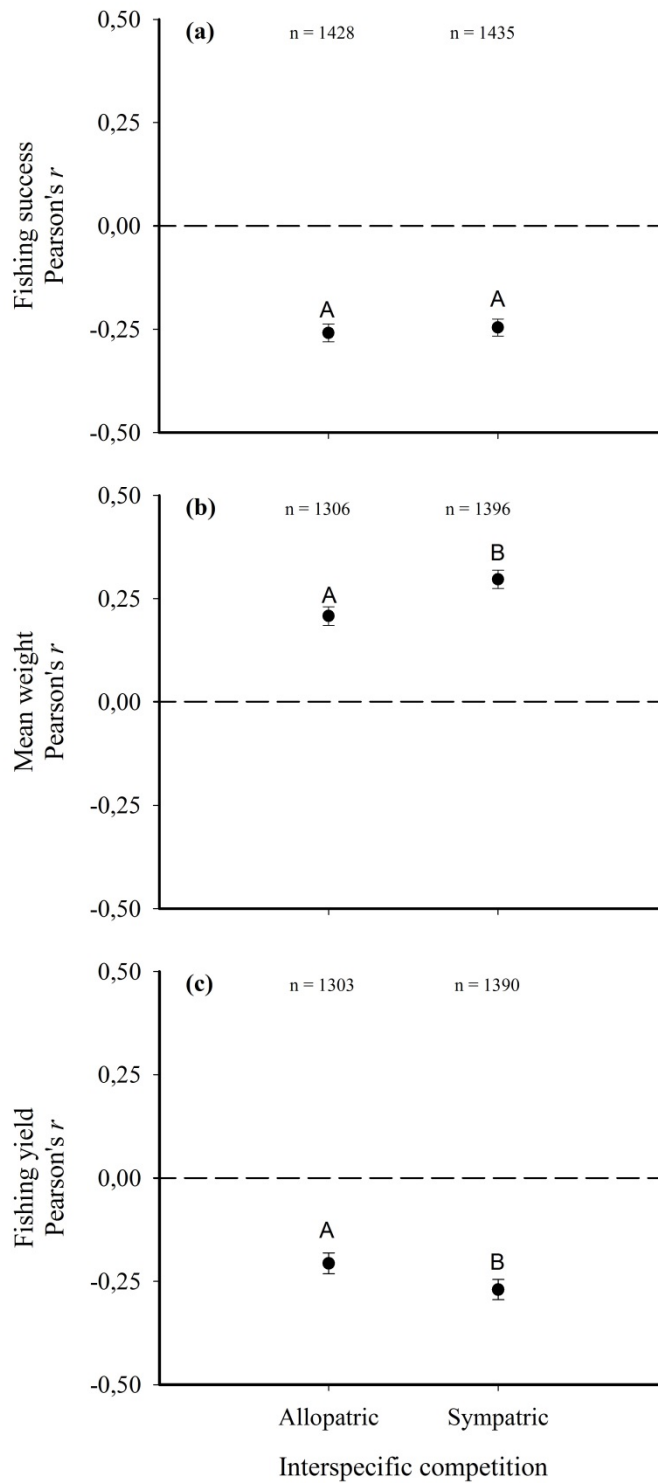 (a)
n = 1428
n = 1435
0,50
0,25
0,00
-0,25
-0,50
Fishing success
Pearson's r
A
A
(b)
n = 1306
n = 1396
0,50
0,25
0,00
-0,25
-0,50
Mean weight
Pearson's r
A
B
(c)
n = 1303
n = 1390
0,50
0,25
0,00
-0,25
-0,50
Fishing yield
Pearson's r
A
B
Allopatric
Sympatric
Interspecific competition